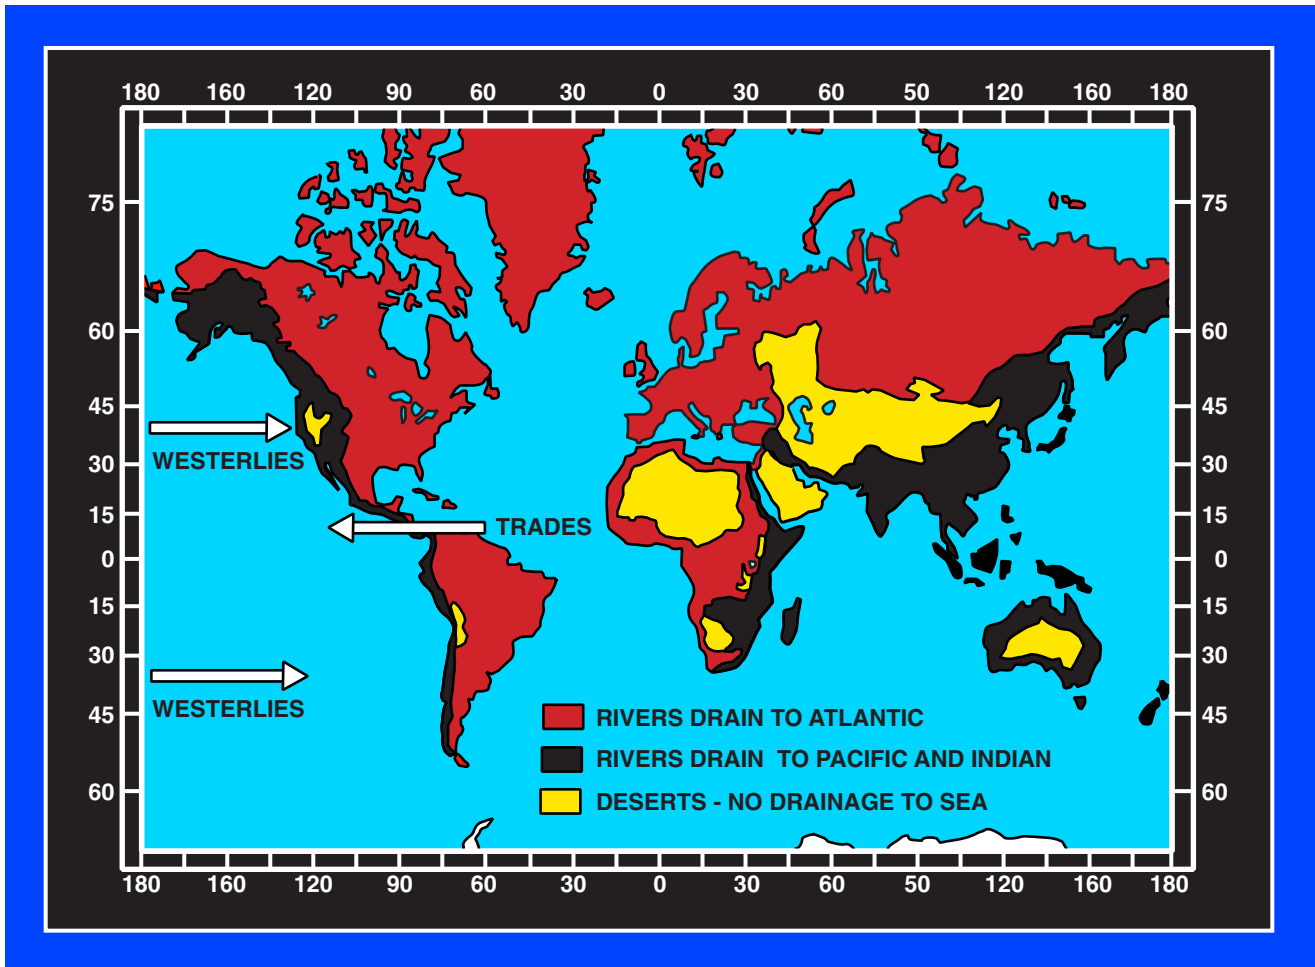 180 160 120 90 60 30 0 30 60 50 120 160 180
75 75
60 60
45 45
WESTERLIES
30 30
15 TRADES 15
0 0
15 15
30 30
WESTERLIES
45 RIVERS DRAIN TO ATLANTIC 45
RIVERS DRAIN TO PACIFIC AND INDIAN
60 DESERTS - NO DRAINAGE TO SEA 60
180 160 120 90 60 30 0 30 60 50 120 160 180